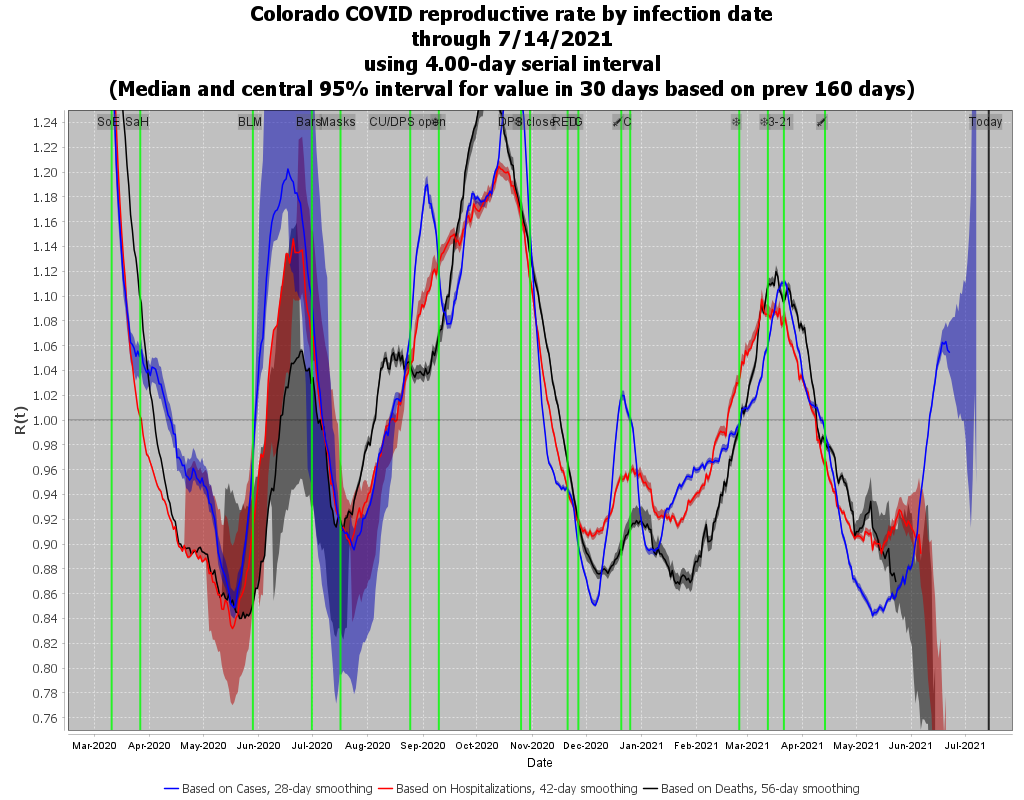 Colorado COVID reproductive rate by infection date
through 7/14/2021
using 4.00-day serial interval
(Median and central 95% interval for value in 30 days based on prev 160 days)
SoE SaH BLM Bars Masks CU/DPS open DPS close RED C 3-21 Today
1.24
1.22
1.20
1.18
1.16
1.14
1.12
1.10
1.08
1.06
1.04
1.02
1.00
0.98
0.96
0.94
0.92
0.90
0.88
0.86
0.84
0.82
0.80
0.78
0.76
R(t)
Mar-2020 Apr-2020 May-2020 Jun-2020 Jul-2020 Aug-2020 Sep-2020 Oct-2020 Nov-2020 Dec-2020 Jan-2021 Feb-2021 Mar-2021 Apr-2021 May-2021 Jun-2021 Jul-2021
Date
Based on Cases, 28-day smoothing Based on Hospitalizations, 42-day smoothing Based on Deaths, 56-day smoothing